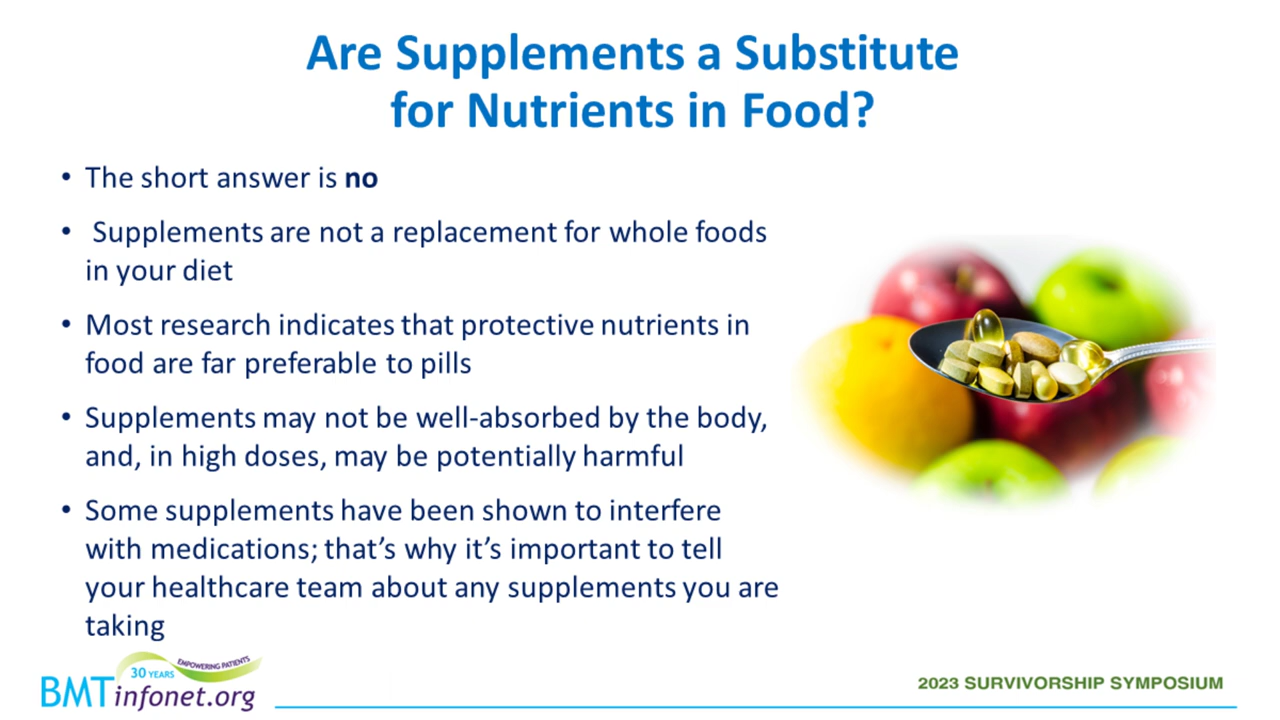 Are Supplements a Substitute
for Nutrients in Food?
• The short answer is no
• Supplements are not a replacement for whole foods
in your diet
• Most research indicates that protective nutrients in
food are far preferable to pills
• Supplements may not be well-absorbed by the body,
and, in high doses, may be potentially harmful
• Some supplements have been shown to interfere
with medications; that’s why it’s important to tell
your healthcare team about any supplements you are
taking
30 YEARS EMPOWERING PATIENTS
BMTinfonet.org
2023 SURVIVORSHIP SYMPOSIUM